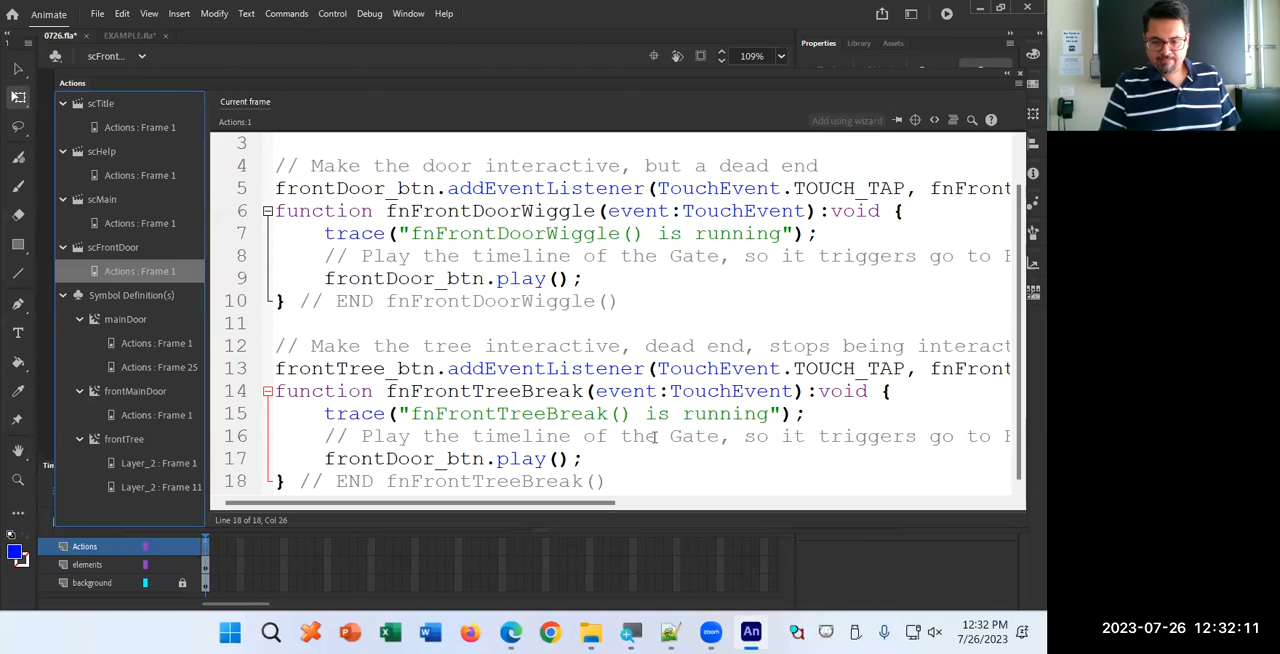 Animate File Edit View Insert Modify Text Commands Control Debug Window Help
0726.fla* × EXAMPLE.fla* ×
scFront... 109% Properties Library Assets
Actions
scTitle
Actions : Frame 1
scHelp
Actions : Frame 1
scMain
Actions : Frame 1
scFrontDoor
Actions : Frame 1
Symbol Definition(s)
mainDoor
Actions : Frame 1
Actions : Frame 25
frontMainDoor
Actions : Frame 1
frontTree
Layer_2 : Frame 1
Layer_2 : Frame 11
Current frame
Actions:1 Add using wizard
3
4 // Make the door interactive, but a dead end
5 frontDoor_btn.addEventListener(TouchEvent.TOUCH_TAP, fnFront
6 function fnFrontDoorWiggle(event:TouchEvent):void {
7 trace("fnFrontDoorWiggle() is running");
8 // Play the timeline of the Gate, so it triggers go to
9 frontDoor_btn.play();
10 } // END fnFrontDoorWiggle()
11
12 // Make the tree interactive, dead end, stops being interact
13 frontTree_btn.addEventListener(TouchEvent.TOUCH_TAP, fnFront
14 function fnFrontTreeBreak(event:TouchEvent):void {
15 trace("fnFrontTreeBreak() is running");
16 // Play the timeline of the Gate, so it triggers go to
17 frontDoor_btn.play();
18 } // END fnFrontTreeBreak()
Line 18 of 18, Col 26
Actions
elements
background
12:32 PM
7/26/2023
2023-07-26 12:32:11